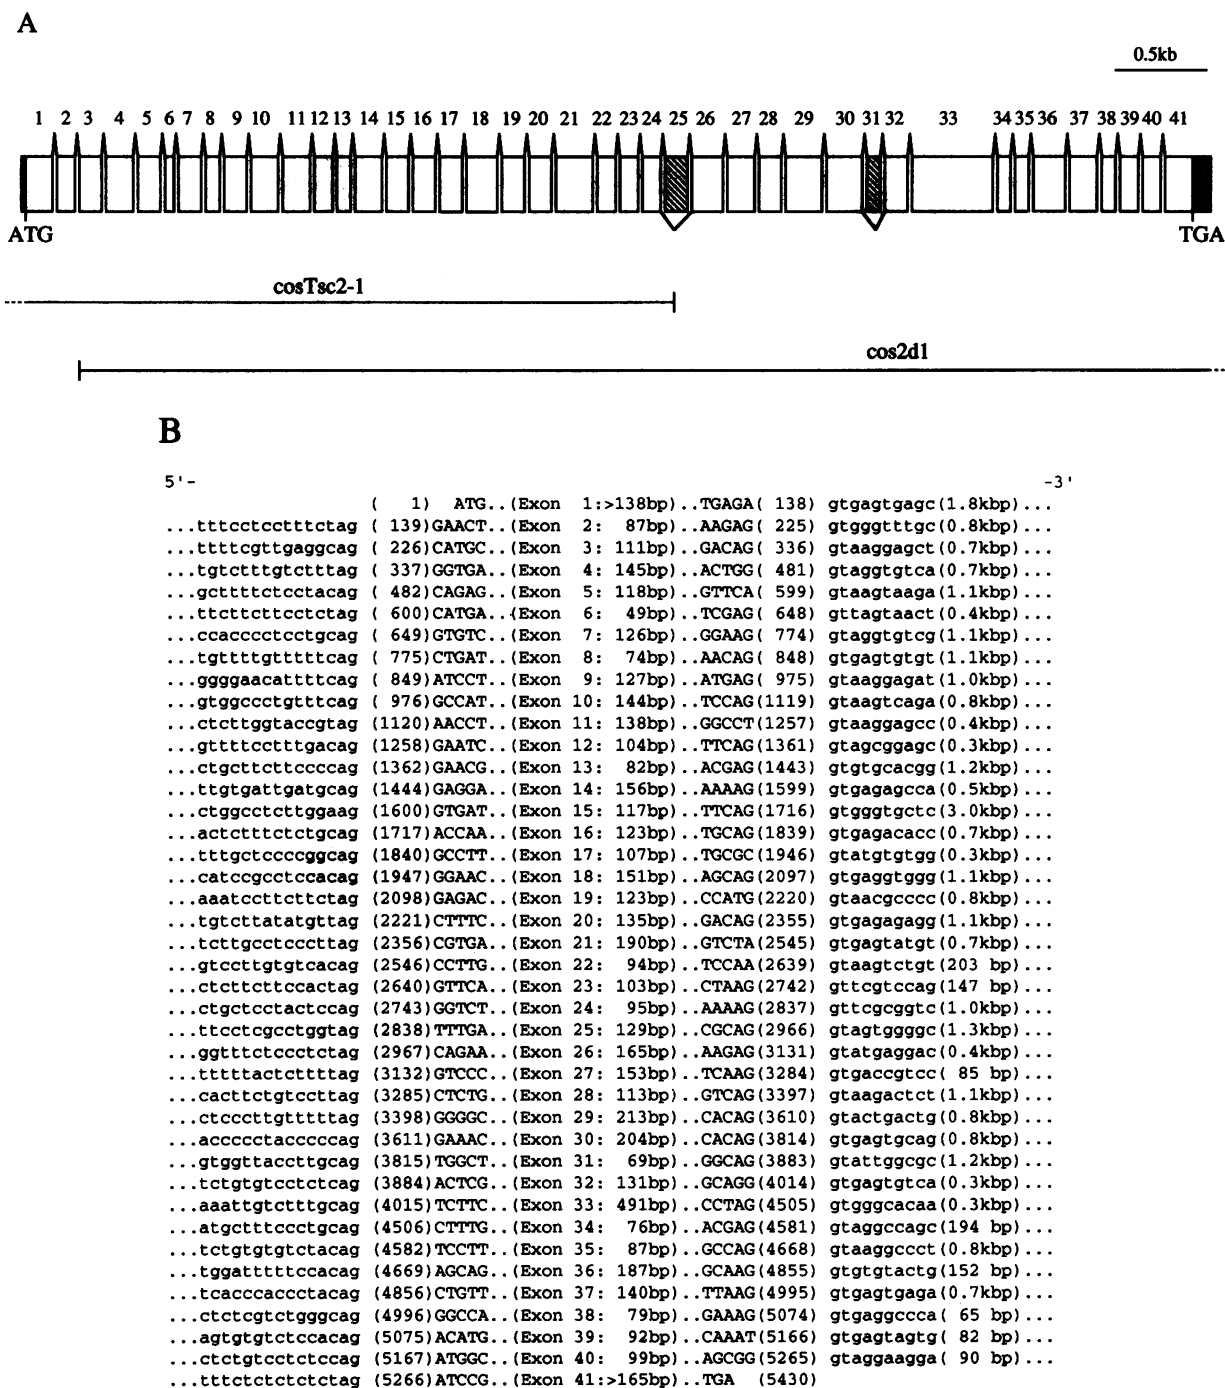 A
0.5kb
1 2 3 4 5 6 7 8 9 10 11 12 13 14 15 16 17 18 19 20 21 22 23 24 25 26 27 28 29 30 31 32 33 34 35 36 37 38 39 40 41
ATG TGA
cosTsc2-1
cos2d1
B
5'- -3'
( 1) ATG..(Exon 1:>138bp)..TGAGA( 138) gtgagtgagc(1.8kbp)...
...tttcctcctttctag ( 139)GAACT..(Exon 2: 87bp)..AAGAG( 225) gtgggtttgc(0.8kbp)...
...ttttcgttgaggcag ( 226)CATGC..(Exon 3: 111bp)..GACAG( 336) gtaaggagct(0.7kbp)...
...tgtctttgtctttag ( 337)GGTGA..(Exon 4: 145bp)..ACTGG( 481) gtaggtgtca(0.7kbp)...
...gcttttctcctacag ( 482)CAGAG..(Exon 5: 118bp)..GTTCA( 599) gtaagtaaga(1.1kbp)...
...ttcttcttcctctag ( 600)CATGA..(Exon 6: 49bp)..TCGAG( 648) gttagtaact(0.4kbp)...
...ccacccctcctgcag ( 649)GTGTC..(Exon 7: 126bp)..GGAAG( 774) gtaggtgtcg(1.1kbp)...
...tgttttgtttttcag ( 775)CTGAT..(Exon 8: 74bp)..AACAG( 848) gtgagtgtgt(1.1kbp)...
...ggggaacattttcag ( 849)ATCCT..(Exon 9: 127bp)..ATGAG( 975) gtaaggagat(1.0kbp)...
...gtggccctgtttcag ( 976)GCCAT..(Exon 10: 144bp)..TCCAG(1119) gtaagtcaga(0.8kbp)...
...ctcttggtaccgtag (1120)AACCT..(Exon 11: 138bp)..GGCCT(1257) gtaaggagcc(0.4kbp)...
...gttttcctttgacag (1258)GAATC..(Exon 12: 104bp)..TTCAG(1361) gtagcggagc(0.3kbp)...
...ctgcttcttccccag (1362)GAACG..(Exon 13: 82bp)..ACGAG(1443) gtgtgcacgg(1.2kbp)...
...ttgtgattgatgcag (1444)GAGGA..(Exon 14: 156bp)..AAAAG(1599) gtgagagcca(0.5kbp)...
...ctggcctcttggaag (1600)GTGAT..(Exon 15: 117bp)..TTCAG(1716) gtgggtgctc(3.0kbp)...
...actctttctctgcag (1717)ACCAA..(Exon 16: 123bp)..TGCAG(1839) gtgagacacc(0.7kbp)...
...tttgctccccggcag (1840)GCCTT..(Exon 17: 107bp)..TGCGC(1946) gtatgtgtgg(0.3kbp)...
...catccgcctccacag (1947)GGAAC..(Exon 18: 151bp)..AGCAG(2097) gtgaggtggg(1.1kbp)...
...aaatccttcttctag (2098)GAGAC..(Exon 19: 123bp)..CCATG(2220) gtaacgcccc(0.8kbp)...
...tgtcttatatgttag (2221)CTTTC..(Exon 20: 135bp)..GACAG(2355) gtgagagagg(1.1kbp)...
...tcttgcctcccttag (2356)CGTGA..(Exon 21: 190bp)..GTCTA(2545) gtgagtatgt(0.7kbp)...
...gtccttgtgtcacag (2546)CCTTG..(Exon 22: 94bp)..TCCAA(2639) gtaagtctgt(203 bp)...
...ctcttcttccactag (2640)GTTCA..(Exon 23: 103bp)..CTAAG(2742) gttcgtccag(147 bp)...
...ctgctcctactccag (2743)GGTCT..(Exon 24: 95bp)..AAAAG(2837) gttcgcggtc(1.0kbp)...
...ttcctcgcctggtag (2838)TTTGA..(Exon 25: 129bp)..CGCAG(2966) gtagtggggc(1.3kbp)...
...ggtttctccctctag (2967)CAGAA..(Exon 26: 165bp)..AAGAG(3131) gtatgaggac(0.4kbp)...
...tttttactcttttag (3132)GTCCC..(Exon 27: 153bp)..TCAAG(3284) gtgaccgtcc( 85 bp)...
...cacttctgtccttag (3285)CTCTG..(Exon 28: 113bp)..GTCAG(3397) gtaagactct(1.1kbp)...
...ctcccttgtttttag (3398)GGGGC..(Exon 29: 213bp)..CACAG(3610) gtactgactg(0.8kbp)...
...acccccctacccccag (3611)GAAAC..(Exon 30: 204bp)..CACAG(3814) gtgagtgcag(0.8kbp)...
...gtggttaccttgcag (3815)TGGCT..(Exon 31: 69bp)..GGCAG(3883) gtattggcgc(1.2kbp)...
...tctgtgtcctctcag (3884)ACTCG..(Exon 32: 131bp)..GCAGG(4014) gtgagtgtca(0.3kbp)...
...aaattgtctttgcag (4015)TCTTC..(Exon 33: 491bp)..CCTAG(4505) gtgggcacaa(0.3kbp)...
...atgctttccctgcag (4506)CTTTG..(Exon 34: 76bp)..ACGAG(4581) gtaggccagc(194 bp)...
...tctgtgtgtctacag (4582)TCCTT..(Exon 35: 87bp)..GCCAG(4668) gtaaggccct(0.8kbp)...
...tggatttttccacag (4669)AGCAG..(Exon 36: 187bp)..GCAAG(4855) gtgtgtactg(152 bp)...
...tcacccaccctacag (4856)CTGTT..(Exon 37: 140bp)..TTAAG(4995) gtgagtgaga(0.7kbp)...
...ctctcgtctgggcag (4996)GGCCA..(Exon 38: 79bp)..GAAAG(5074) gtgaggccca( 65 bp)...
...agtgtgtctccacag (5075)ACATG..(Exon 39: 92bp)..CAAAT(5166) gtgagtagtg( 82 bp)...
...ctctgtcctctccag (5167)ATGGC..(Exon 40: 99bp)..AGCGG(5265) gtaggaagga( 90 bp)...
...tttctctctctctag (5266)ATCCG..(Exon 41:>165bp)..TGA (5430)